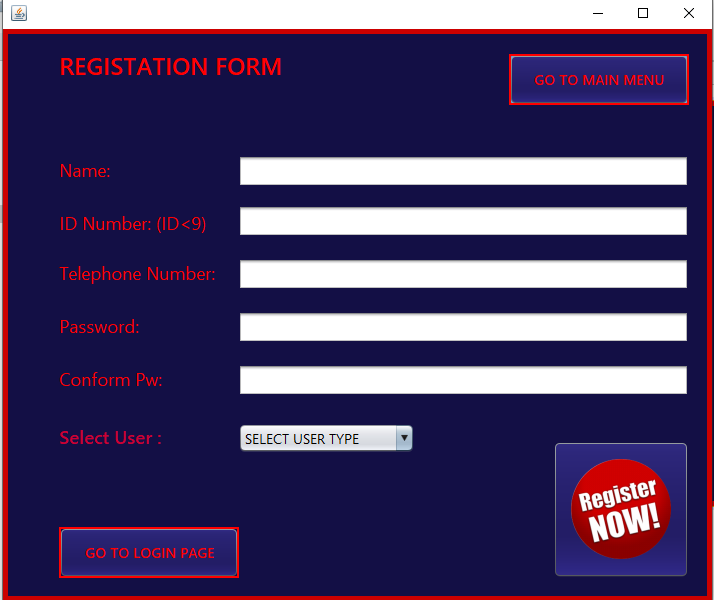 REGISTATION FORM
GO TO MAIN MENU
Name:
ID Number: (ID<9)
Telephone Number:
Password:
Conform Pw:
Select User :
SELECT USER TYPE
Register
NOW!
GO TO LOGIN PAGE